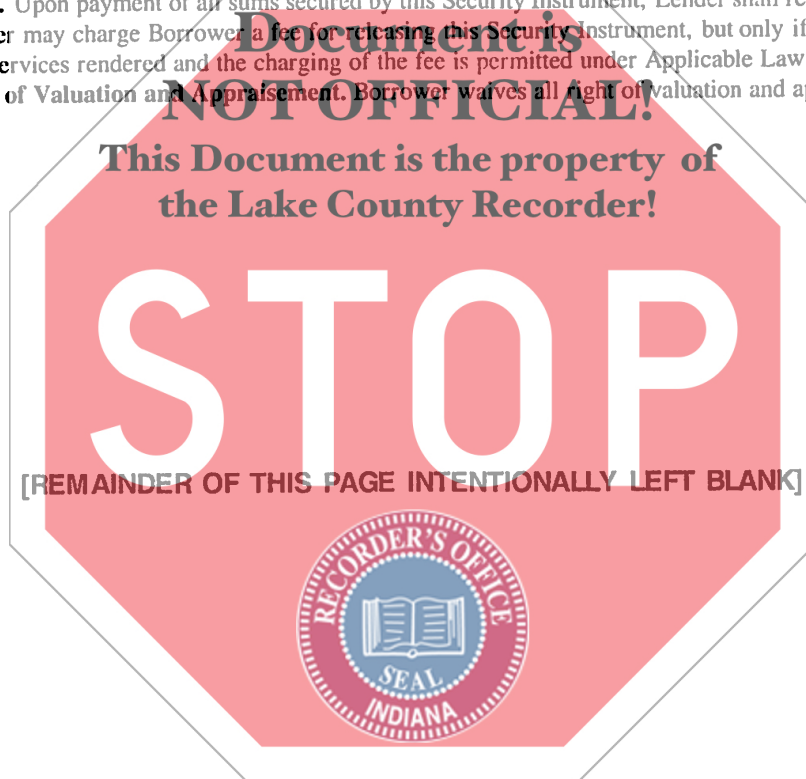 . Upon payment of all sums secured by this Security Instrument, Lender shall re
er may charge Borrower a fee for releasing this Security Instrument, but only if
ervices rendered and the charging of the fee is permitted under Applicable Law
of Valuation and Appraisement. Borrower waives all right of valuation and ap
Document is
NOT OFFICIAL!
This Document is the property of
the Lake County Recorder!
STOP
[REMAINDER OF THIS PAGE INTENTIONALLY LEFT BLANK]
RECORDER'S OFFICE
SEAL
INDIANA